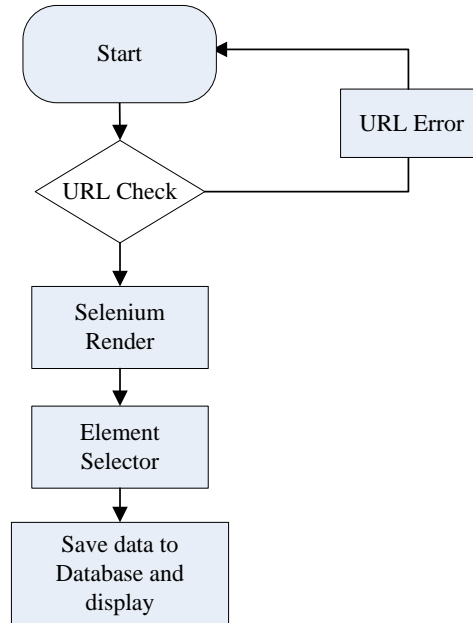 Start
URL Error
URL Check
Selenium
Render
Element
Selector
Save data to
Database and
display